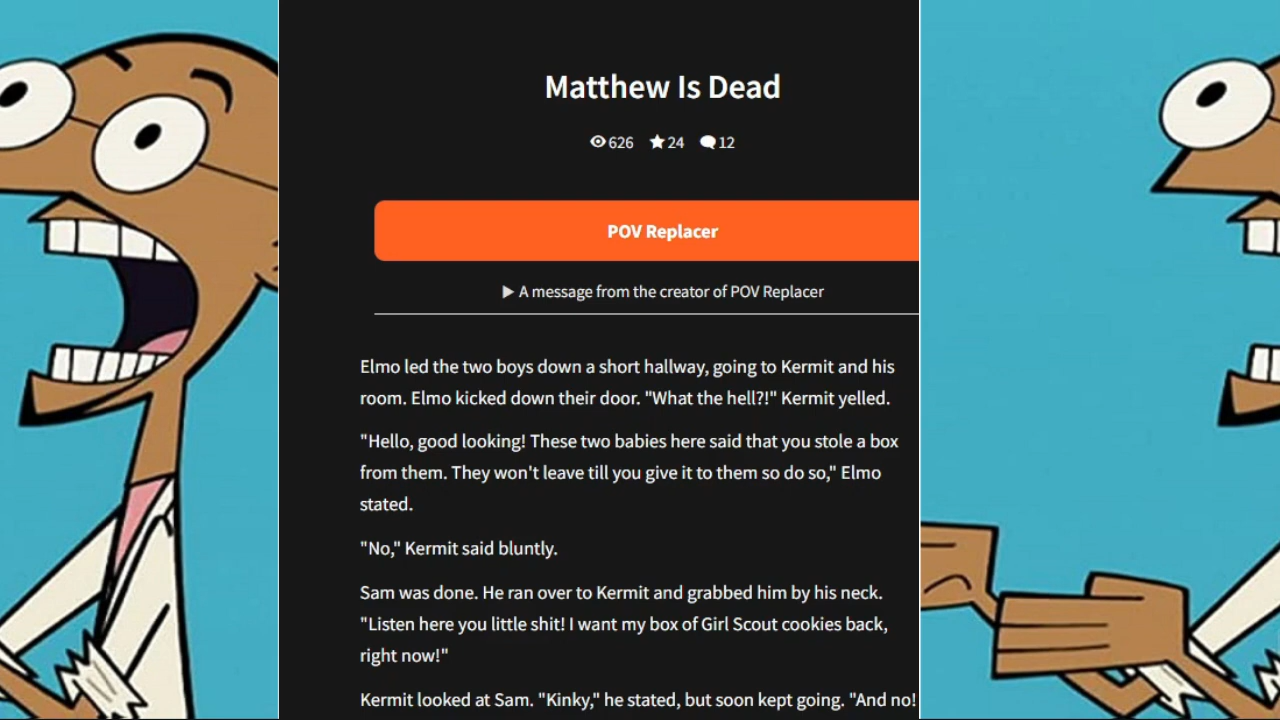 Matthew Is Dead
626 24 12
POV Replacer
▶ A message from the creator of POV Replacer
Elmo led the two boys down a short hallway, going to Kermit and his
room. Elmo kicked down their door. "What the hell?!" Kermit yelled.
"Hello, good looking! These two babies here said that you stole a box
from them. They won't leave till you give it to them so do so," Elmo
stated.
"No," Kermit said bluntly.
Sam was done. He ran over to Kermit and grabbed him by his neck.
"Listen here you little shit! I want my box of Girl Scout cookies back,
right now!"
Kermit looked at Sam. "Kinky," he stated, but soon kept going. "And no!